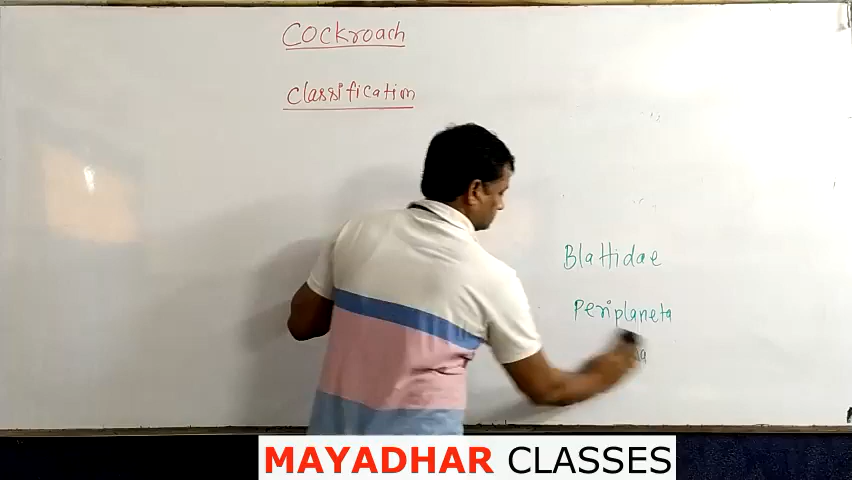 Cockroach
Classification
Blattidae
Periplaneta
MAYADHAR CLASSES